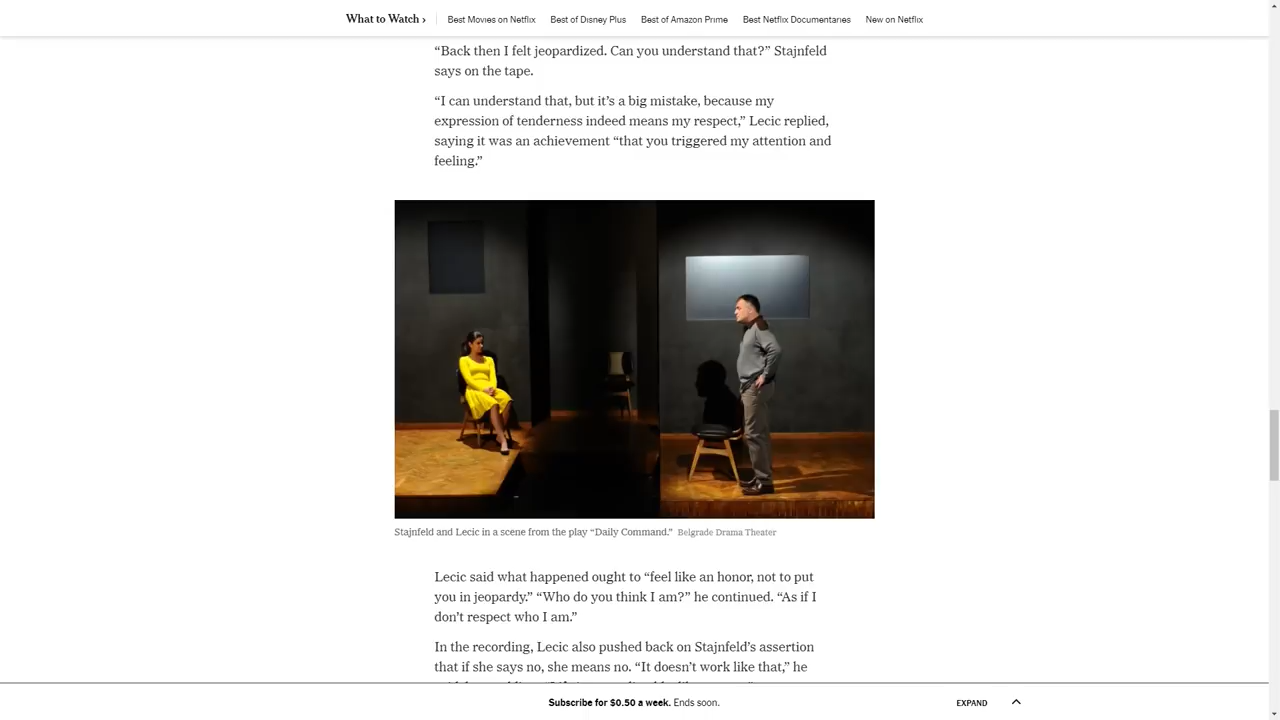 What to Watch ›
Best Movies on Netflix
Best of Disney Plus
Best of Amazon Prime
Best Netflix Documentaries
New on Netflix
“Back then I felt jeopardized. Can you understand that?” Stajnfeld
says on the tape.
“I can understand that, but it’s a big mistake, because my
expression of tenderness indeed means my respect,” Lecic replied,
saying it was an achievement “that you triggered my attention and
feeling.”
Stajnfeld and Lecic in a scene from the play “Daily Command.” Belgrade Drama Theater
Lecic said what happened ought to “feel like an honor, not to put
you in jeopardy.” “Who do you think I am?” he continued. “As if I
don’t respect who I am.”
In the recording, Lecic also pushed back on Stajnfeld’s assertion
that if she says no, she means no. “It doesn’t work like that,” he
Subscribe for $0.50 a week. Ends soon.
EXPAND